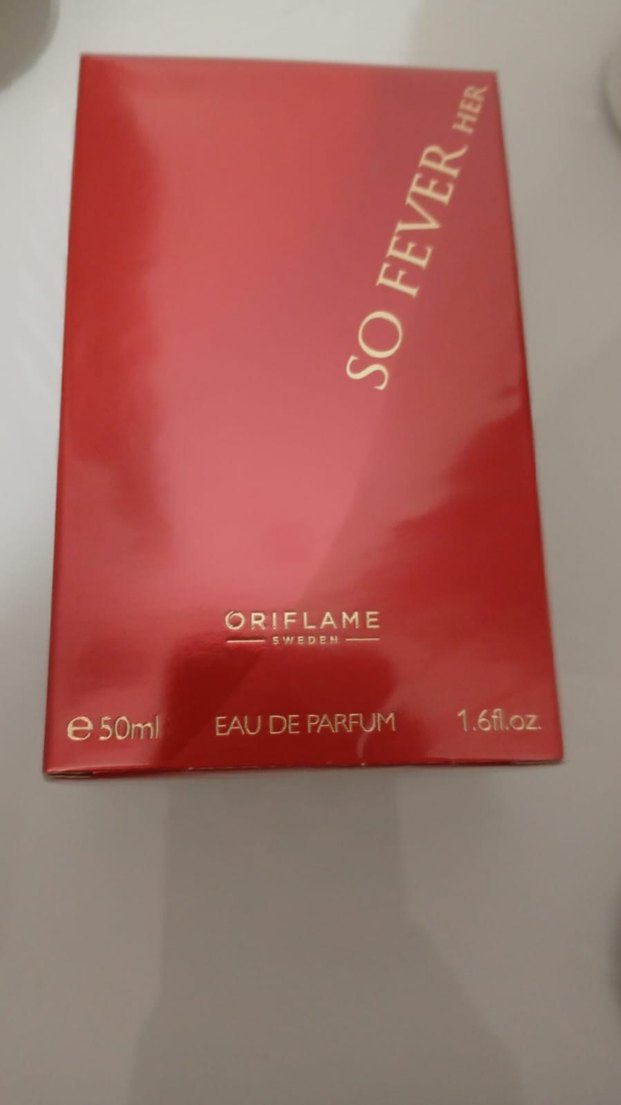 SO FEVER HER
ORIFLAME
SWEDEN
e 50ml EAU DE PARFUM 1.6fl.oz.